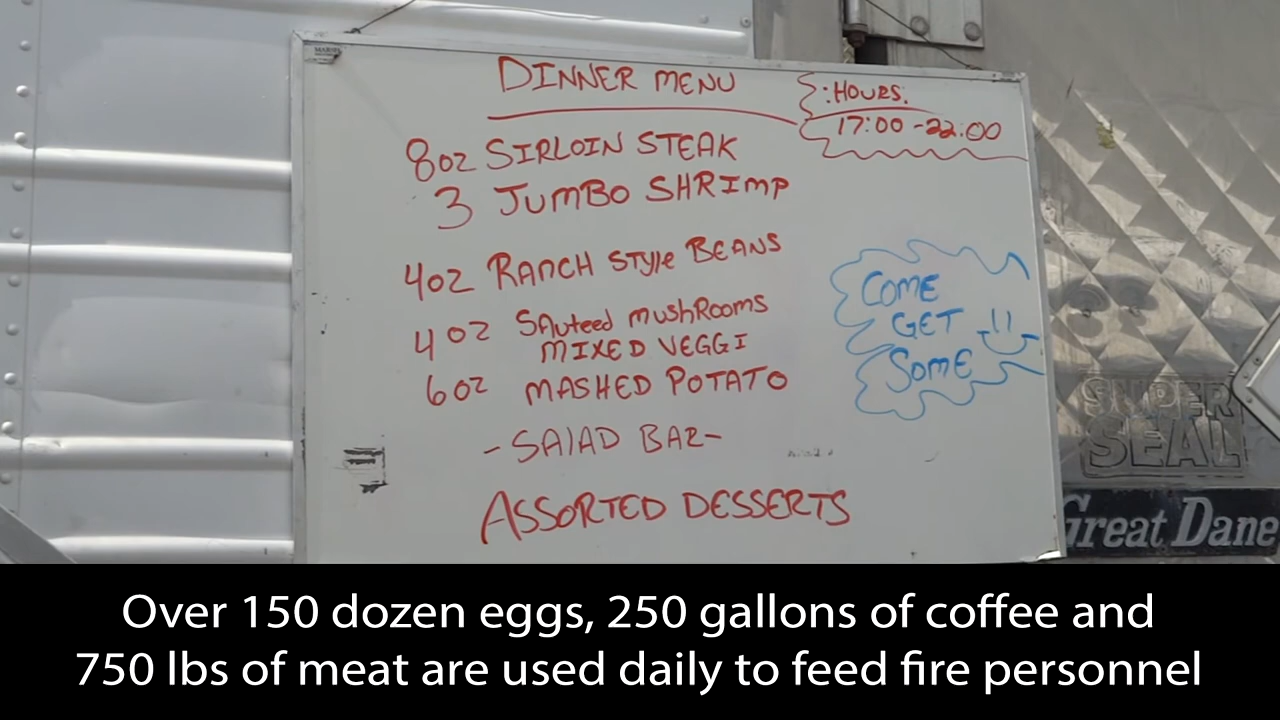 DINNER MENU
:HOURS:
17:00-22:00
8oz SIRLOIN STEAK
3 JUMBO SHRIMP
4oz RANCH STYlE BEANS
4oz SAuteed mushRooms
MIXED VEGGI
6oz MASHED POTATO
-SAlAD BAR-
ASSORTED DESSERTS
COME
GET
SOME
SUPER
SEAL
Great Dane
Over 150 dozen eggs, 250 gallons of coffee and
750 lbs of meat are used daily to feed fire personnel